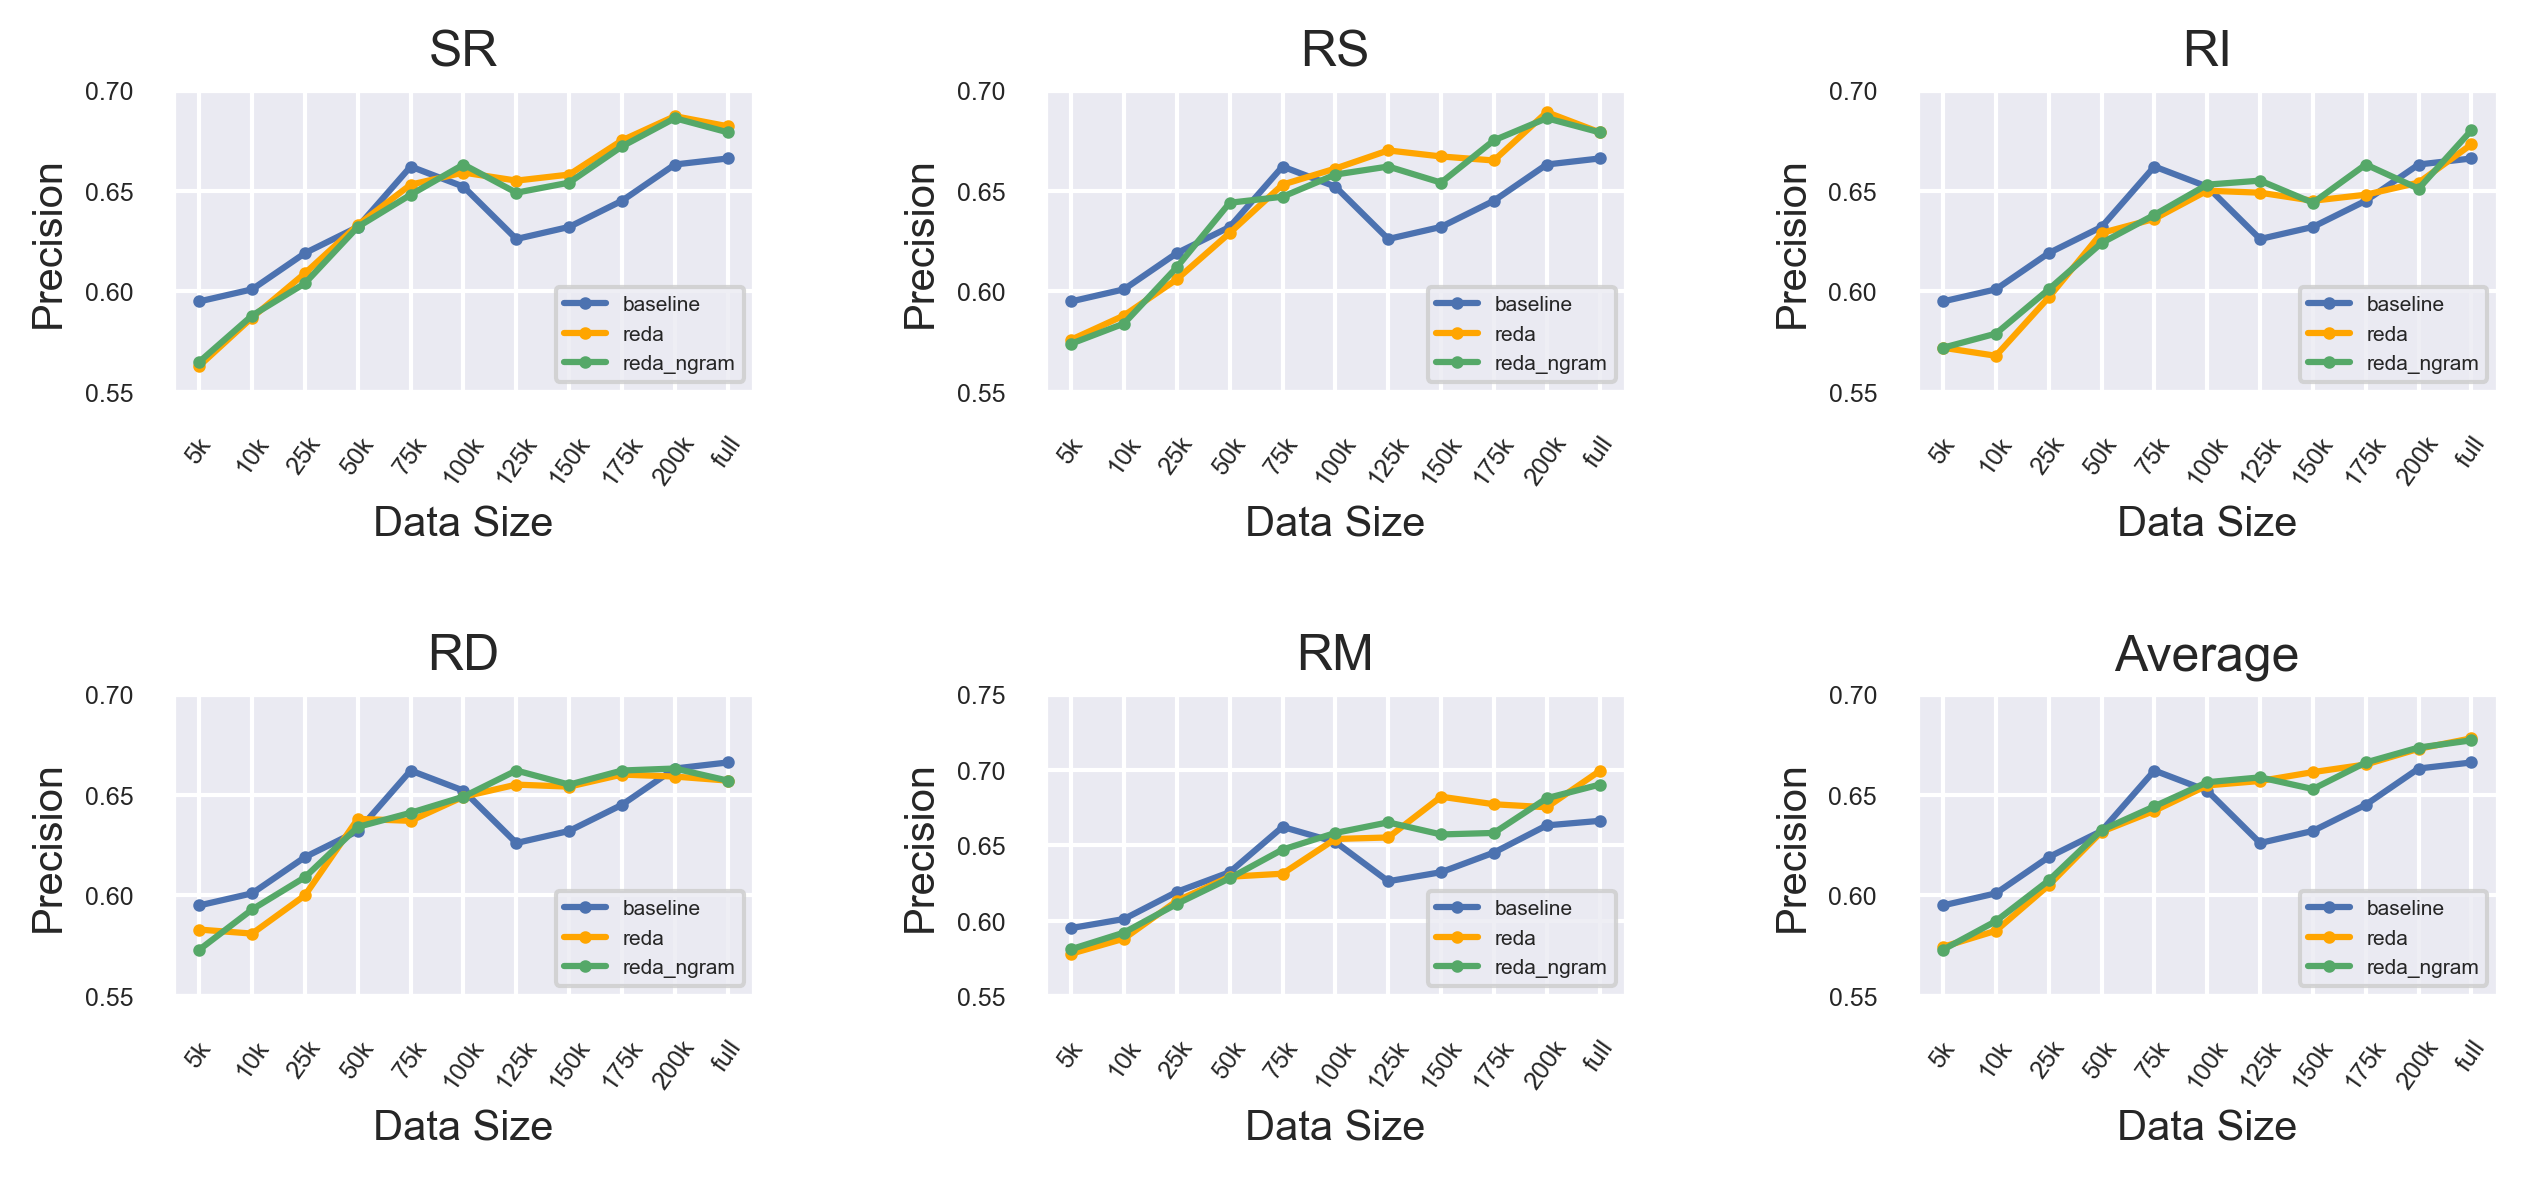 SR
Precision
0.70
0.65
0.60
0.55
baseline
reda
reda_ngram
5k 10k 25k 50k 75k 100k 125k 150k 175k 200k full
Data Size
RS
Precision
0.70
0.65
0.60
0.55
baseline
reda
reda_ngram
5k 10k 25k 50k 75k 100k 125k 150k 175k 200k full
Data Size
RI
Precision
0.70
0.65
0.60
0.55
baseline
reda
reda_ngram
5k 10k 25k 50k 75k 100k 125k 150k 175k 200k full
Data Size
RD
Precision
0.70
0.65
0.60
0.55
baseline
reda
reda_ngram
5k 10k 25k 50k 75k 100k 125k 150k 175k 200k full
Data Size
RM
Precision
0.75
0.70
0.65
0.60
0.55
baseline
reda
reda_ngram
5k 10k 25k 50k 75k 100k 125k 150k 175k 200k full
Data Size
Average
Precision
0.70
0.65
0.60
0.55
baseline
reda
reda_ngram
5k 10k 25k 50k 75k 100k 125k 150k 175k 200k full
Data Size